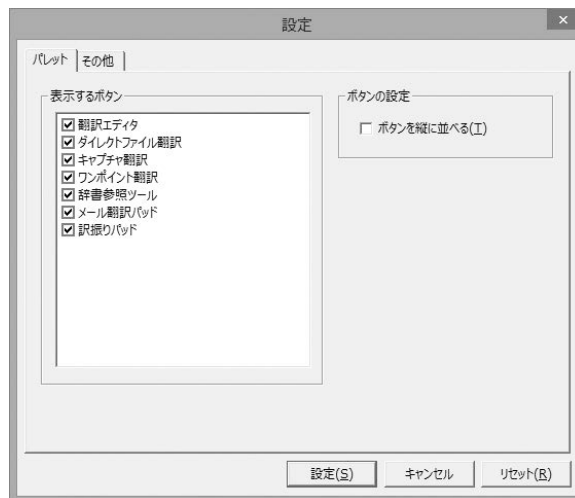 設定
パレット
その他
表示するボタン
翻訳エディタ
ダイレクトファイル翻訳
キャプチャ翻訳
ワンポイント翻訳
辞書参照ツール
メール翻訳パッド
訳振りパッド
ボタンの設定
ボタンを縦に並べる(T)
設定(S)
キャンセル
リセット(R)